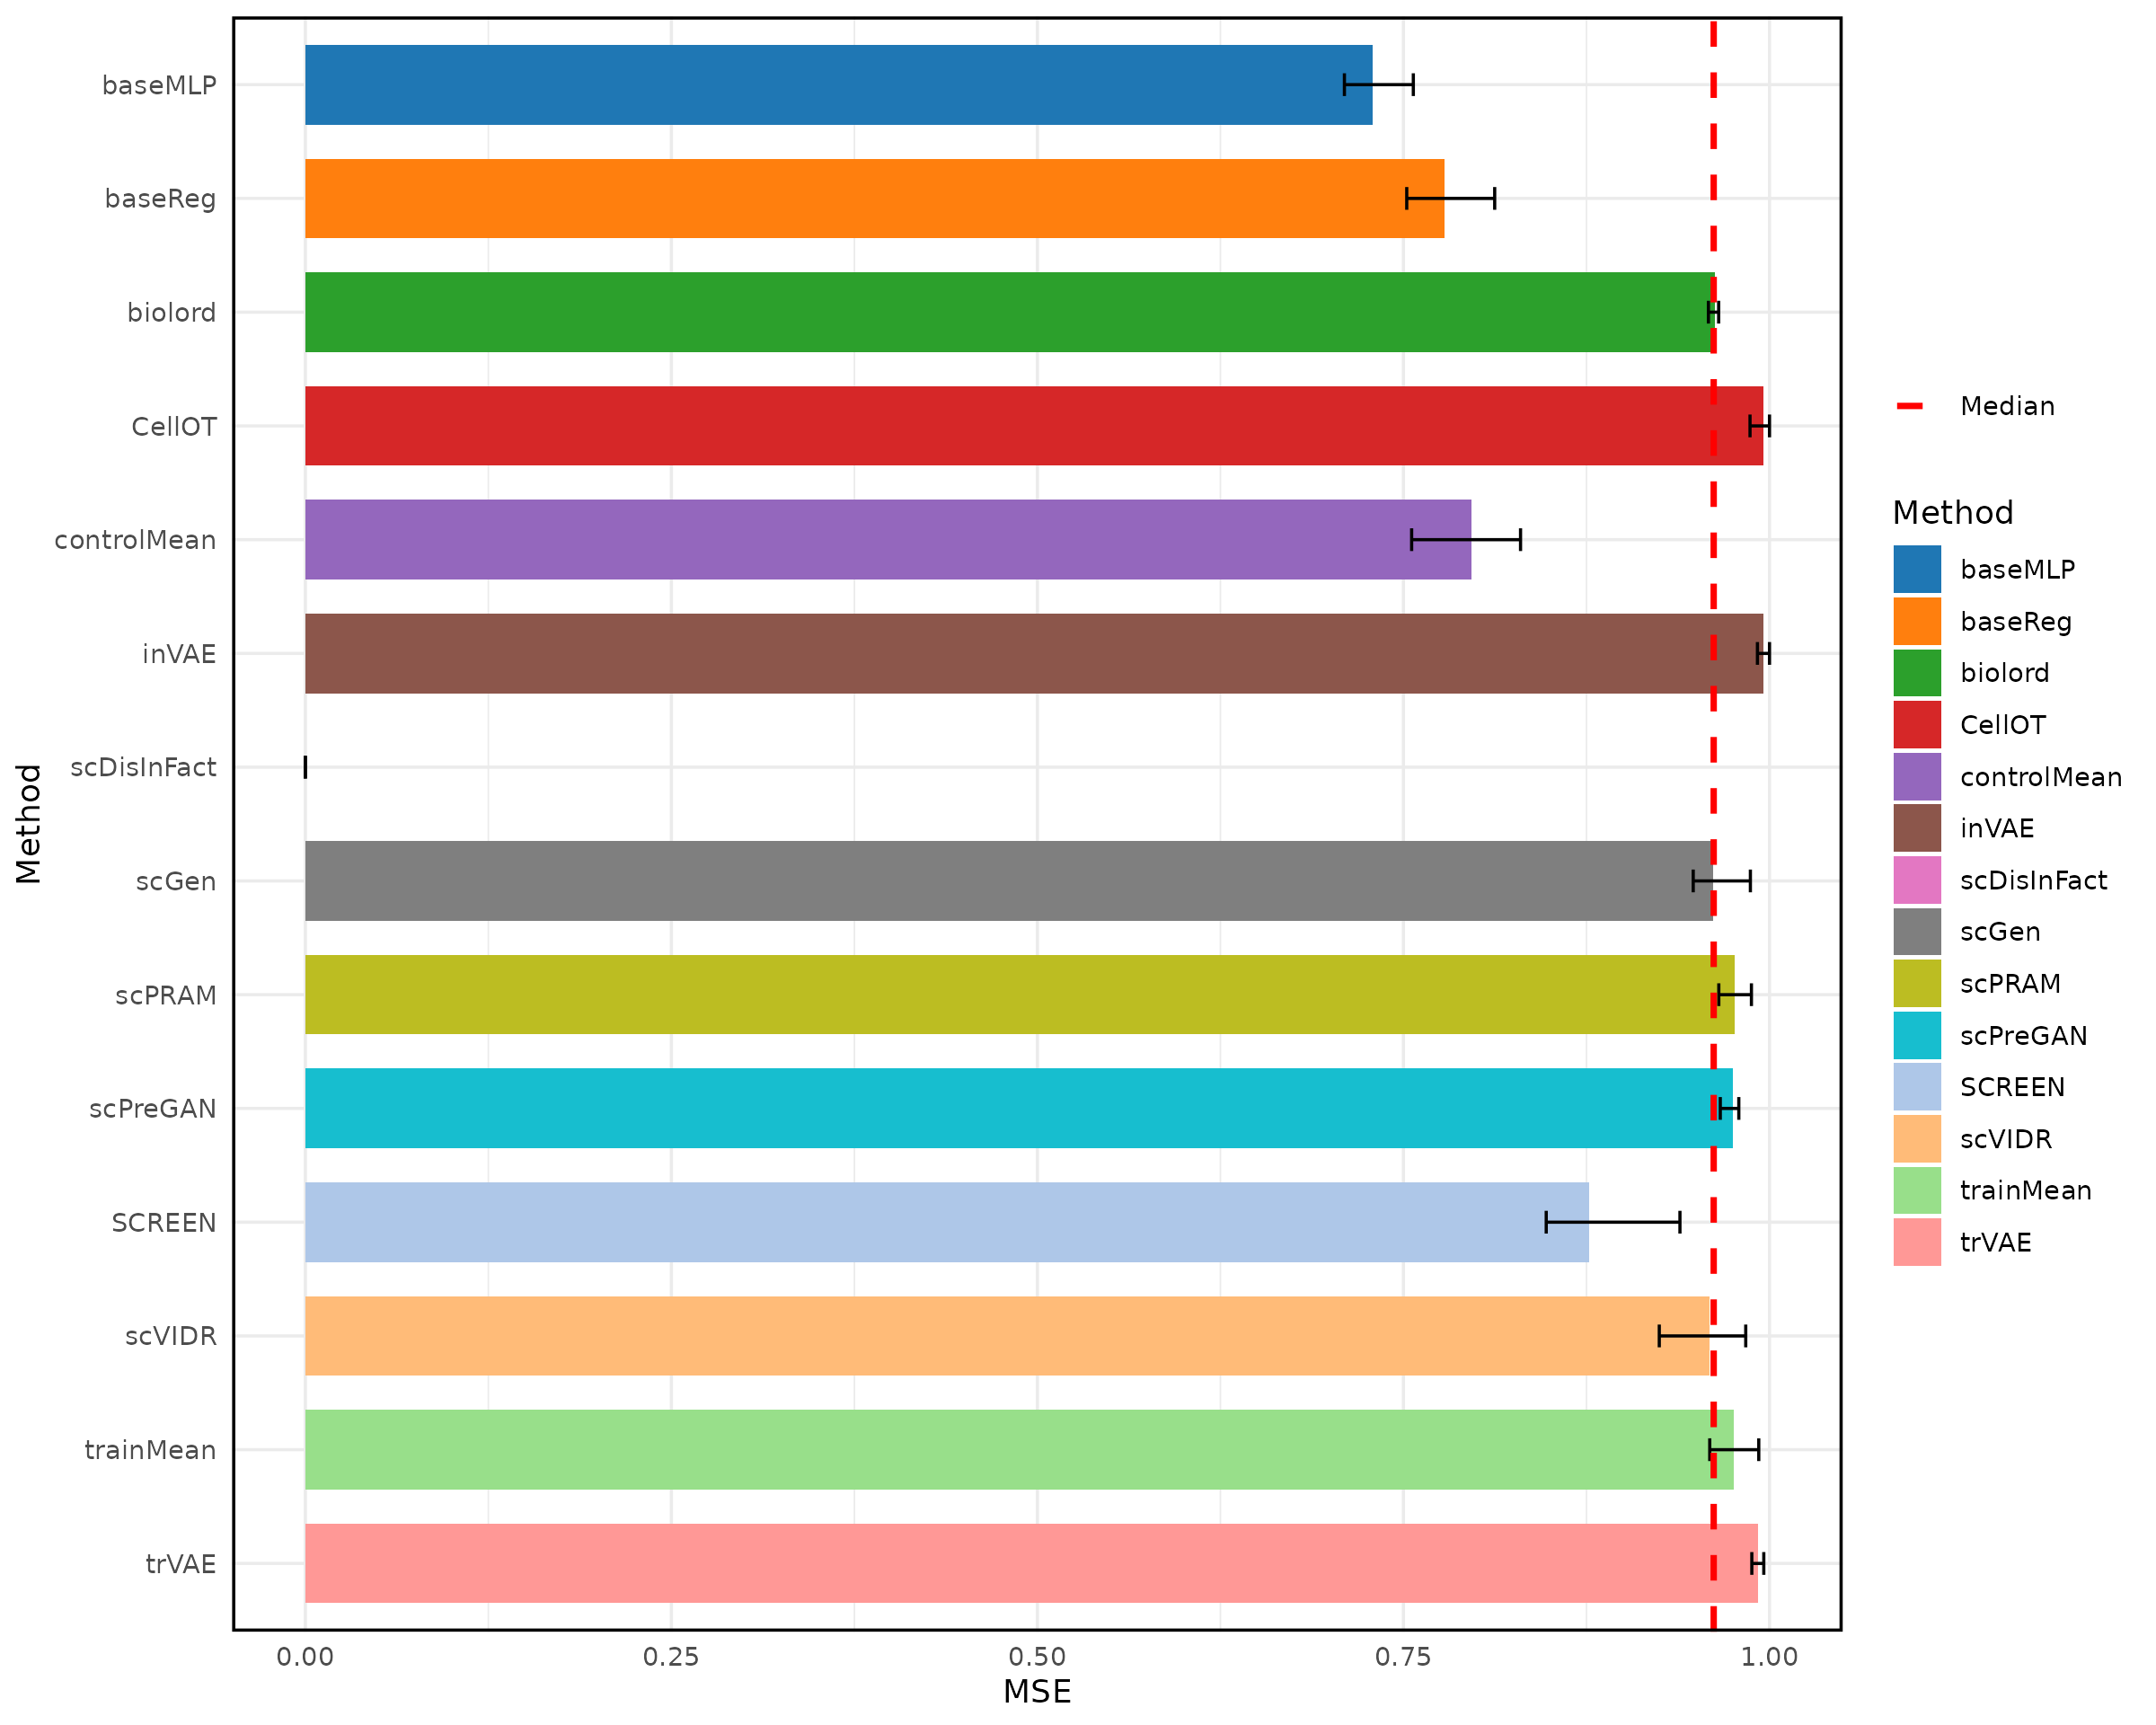 baseMLP
baseReg
biolord
CellOT
controlMean
inVAE
scDisInFact
scGen
scPRAM
scPreGAN
SCREEN
scVIDR
trainMean
trVAE
Method
0.00 0.25 0.50 0.75 1.00
MSE
Median
Method
baseMLP
baseReg
biolord
CellOT
controlMean
inVAE
scDisInFact
scGen
scPRAM
scPreGAN
SCREEN
scVIDR
trainMean
trVAE